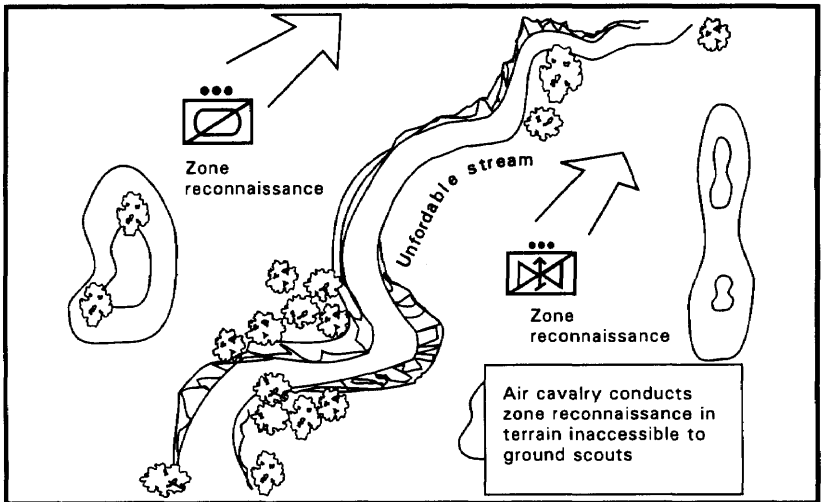 Zone
reconnaissance
Unfordable stream
Zone
reconnaissance
Air cavalry conducts
zone reconnaissance in
terrain inaccessible to
ground scouts